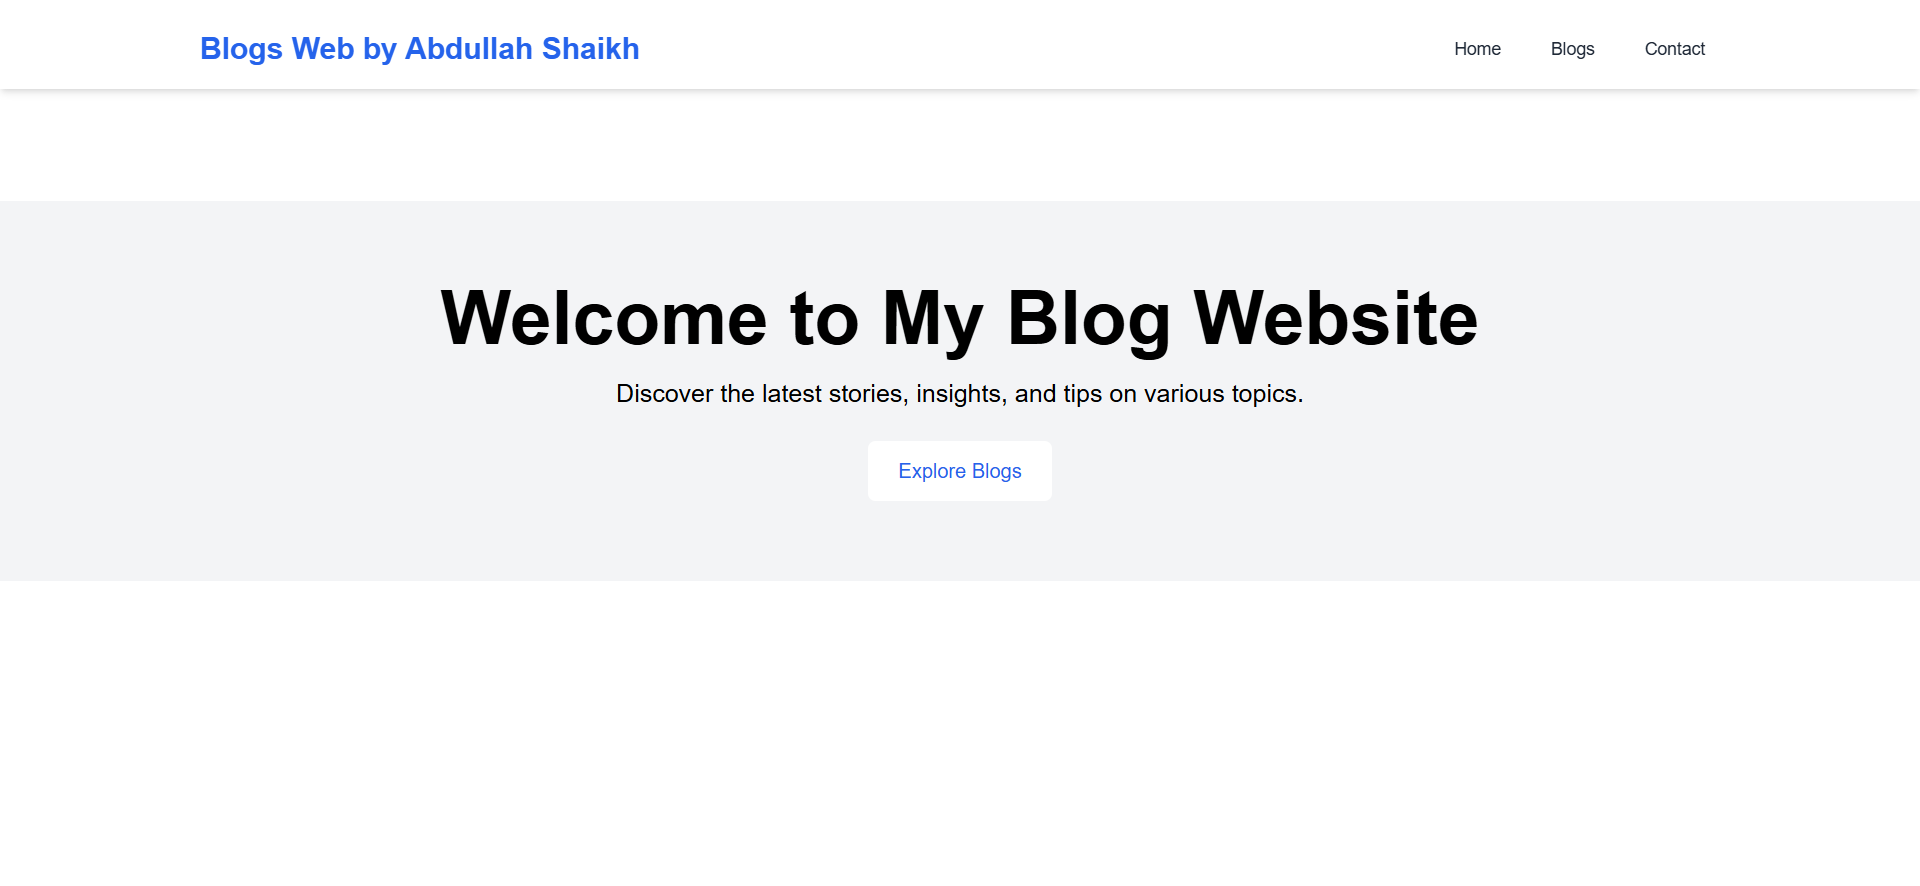 Blogs Web by Abdullah Shaikh
Home Blogs Contact
Welcome to My Blog Website
Discover the latest stories, insights, and tips on various topics.
Explore Blogs